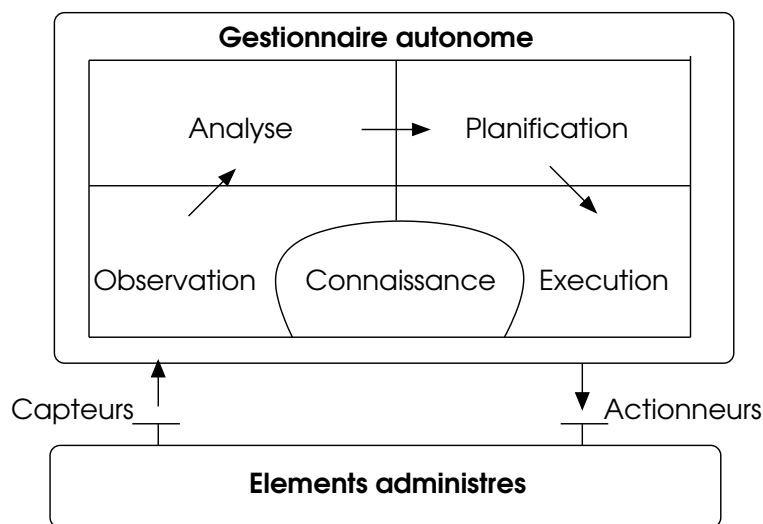 Gestionnaire autonome
Analyse
Planification
Observation
Connaissance
Execution
Capteurs
Actionneurs
Elements administres